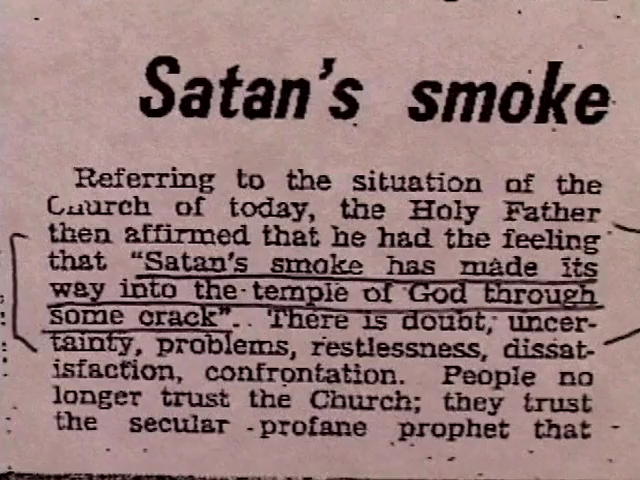 Satan's smoke
Referring to the situation of the
Church of today, the Holy Father
then affirmed that he had the feeling
that "Satan's smoke has made its
way into the temple of God through
some crack". There is doubt, uncer-
tainty, problems, restlessness, dissat-
isfaction, confrontation. People no
longer trust the Church; they trust
the secular profane prophet that